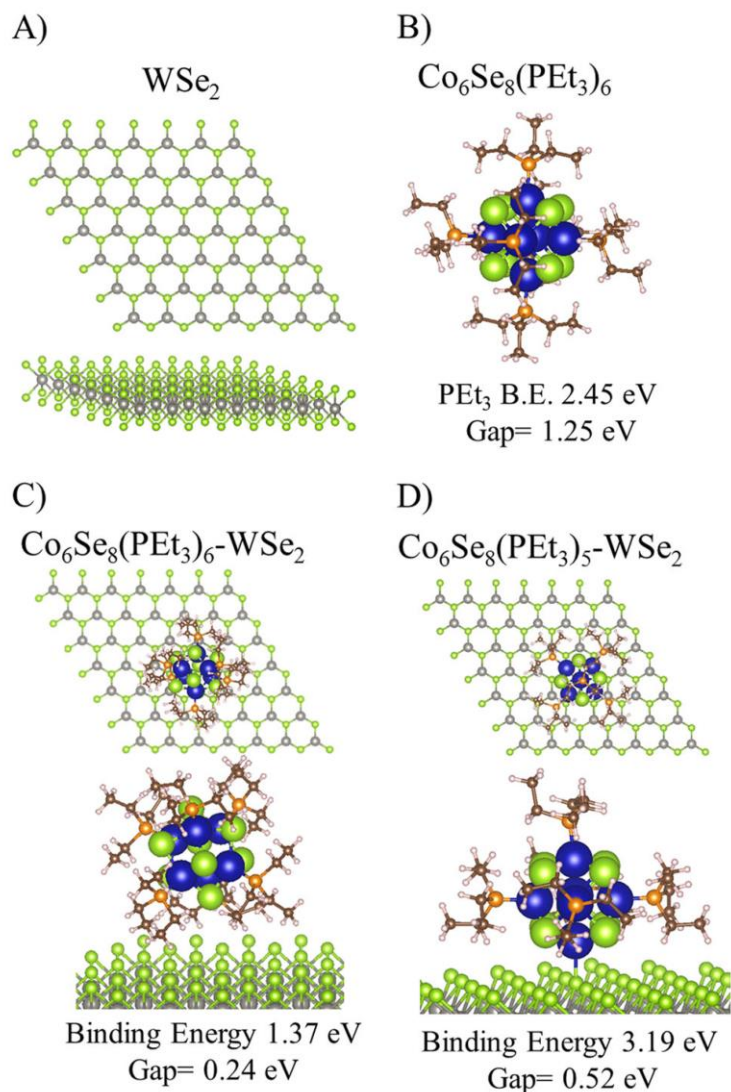 A)
WSe₂
B)
Co₆Se₈(PEt₃)₆
PEt₃ B.E. 2.45 eV
Gap= 1.25 eV
C)
Co₆Se₈(PEt₃)₆-WSe₂
Binding Energy 1.37 eV
Gap= 0.24 eV
D)
Co₆Se₈(PEt₃)₅-WSe₂
Binding Energy 3.19 eV
Gap= 0.52 eV